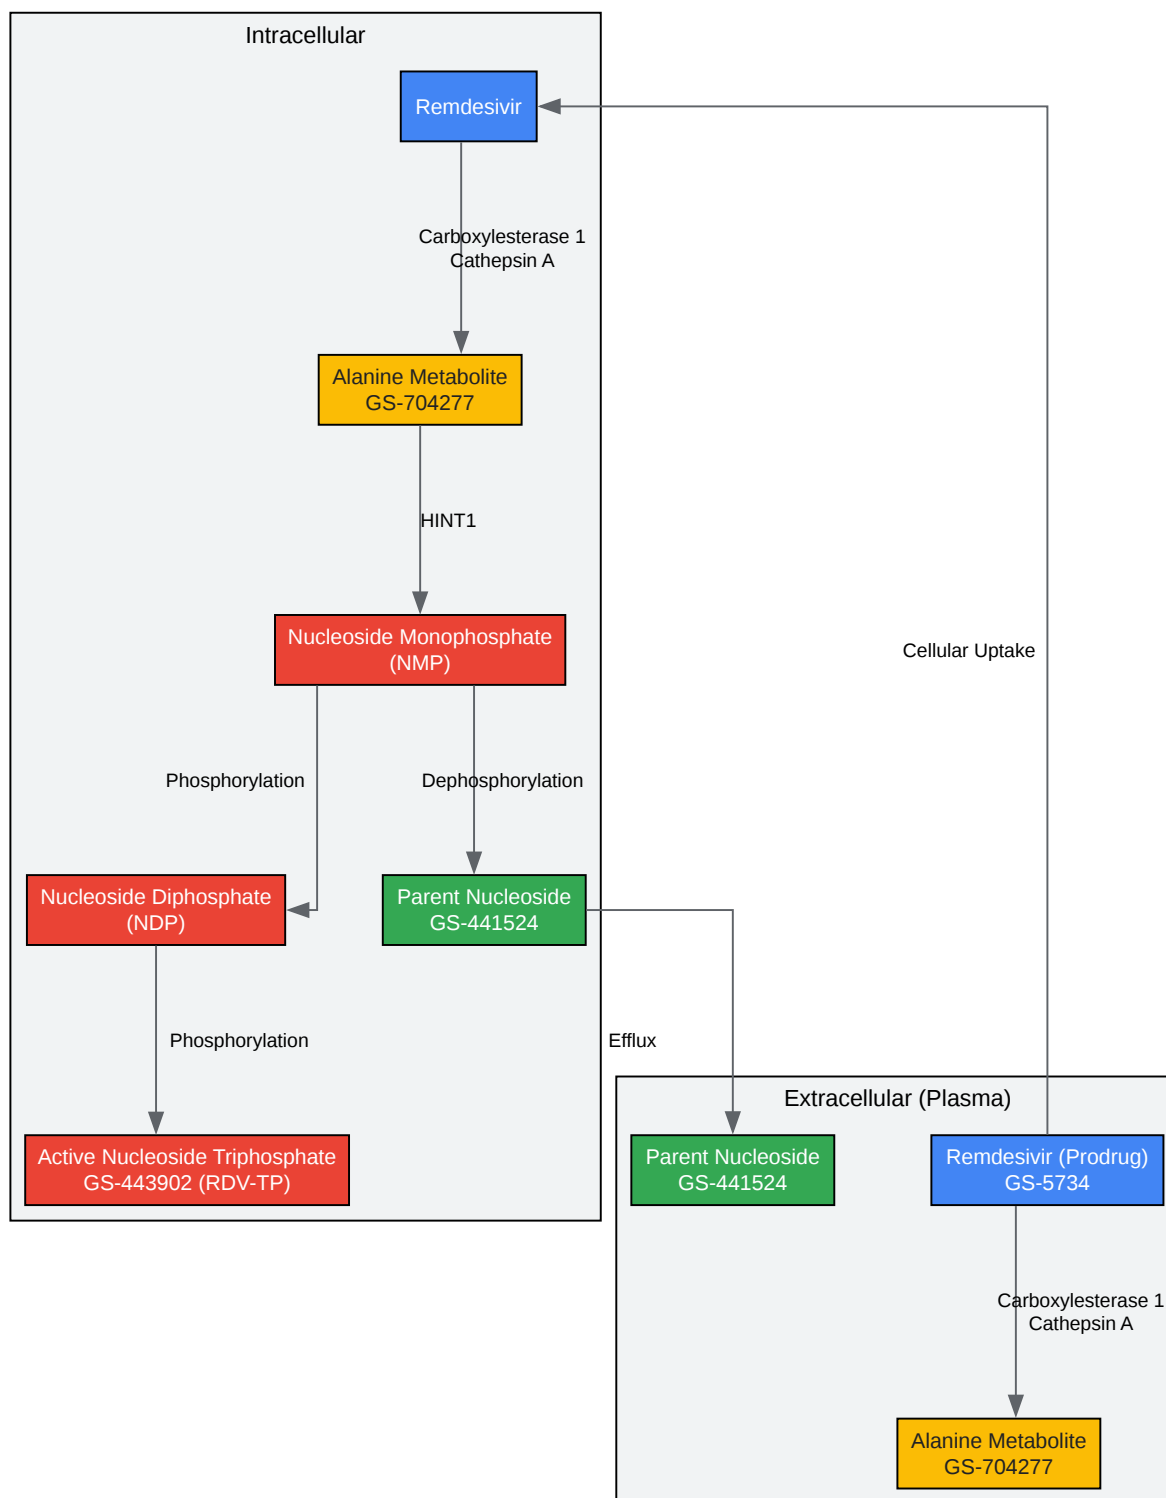 Intracellular
Remdesivir
Carboxylesterase 1
Cathepsin A
Alanine Metabolite
GS-704277
HINT1
Nucleoside Monophosphate
(NMP)
Cellular Uptake
Phosphorylation
Dephosphorylation
Nucleoside Diphosphate
(NDP)
Parent Nucleoside
GS-441524
Phosphorylation
Efflux
Active Nucleoside Triphosphate
GS-443902 (RDV-TP)
Extracellular (Plasma)
Parent Nucleoside
GS-441524
Remdesivir (Prodrug)
GS-5734
Carboxylesterase 1
Cathepsin A
Alanine Metabolite
GS-704277